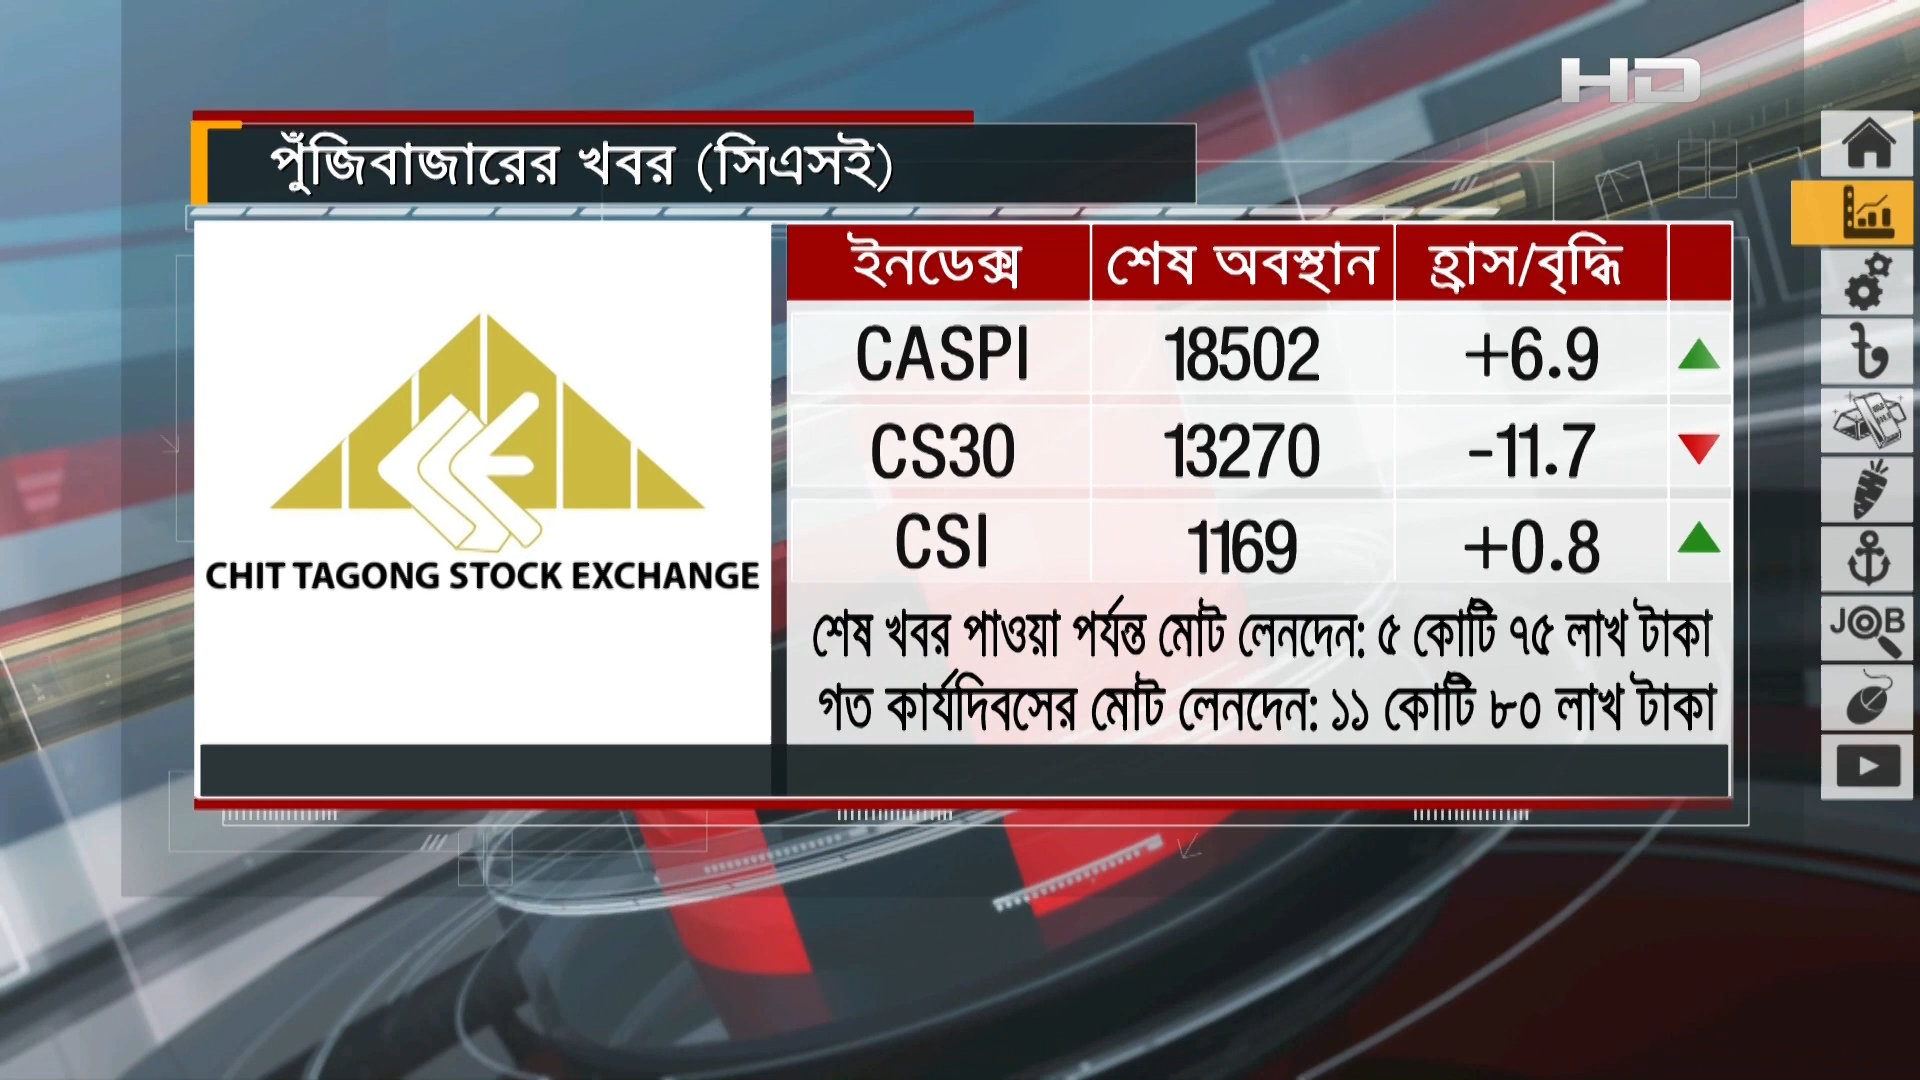 HD
পুঁজিবাজারের খবর (সিএসই)
ইনডেক্স শেষ অবস্থান হ্রাস/বৃদ্ধি
CASPI 18502 +6.9
CS30 13270 -11.7
CSI 1169 +0.8
শেষ খবর পাওয়া পর্যন্ত মোট লেনদেন: ৫ কোটি ৭৫ লাখ টাকা
গত কার্যদিবসের মোট লেনদেন: ১১ কোটি ৮০ লাখ টাকা
CHIT TAGONG STOCK EXCHANGE
৳
JOB